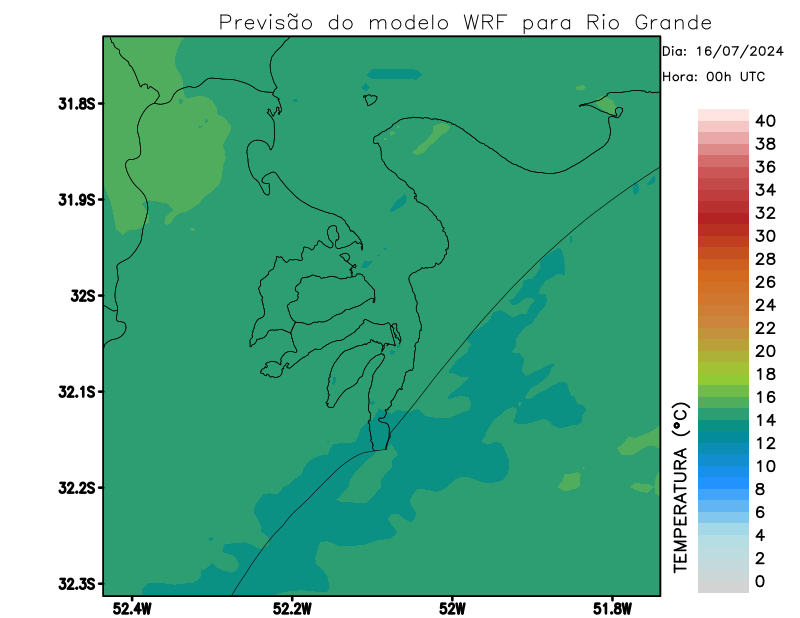 Previsão do modelo WRF para Rio Grande
Dia: 16/07/2024
Hora: 00h UTC
31.8S
31.9S
32S
32.1S
32.2S
32.3S
52.4W
52.2W
52W
51.8W
TEMPERATURA (°C)
40
38
36
34
32
30
28
26
24
22
20
18
16
14
12
10
8
6
4
2
0